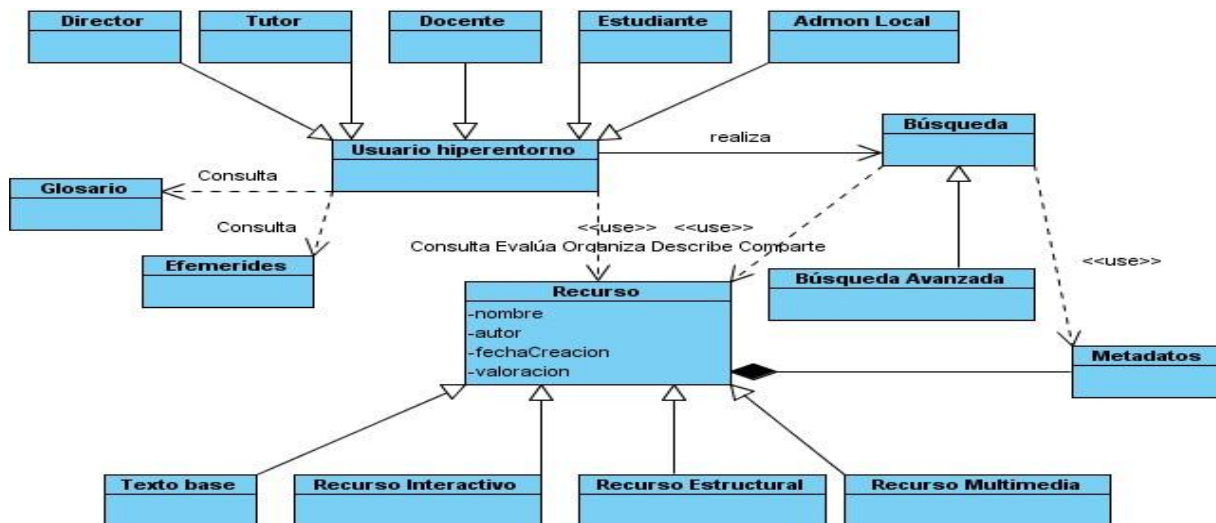 Director
Tutor
Docente
Estudiante
Admon Local
Usuario hiperentorno
realiza
Búsqueda
Consulta
Glosario
Consulta
Efemerides
<<use>> <<use>>
Consulta Evalúa Organiza Describe Comparte
<<use>>
Búsqueda Avanzada
Recurso
-nombre
-autor
-fechaCreacion
-valoracion
Metadatos
Texto base
Recurso Interactivo
Recurso Estructural
Recurso Multimedia